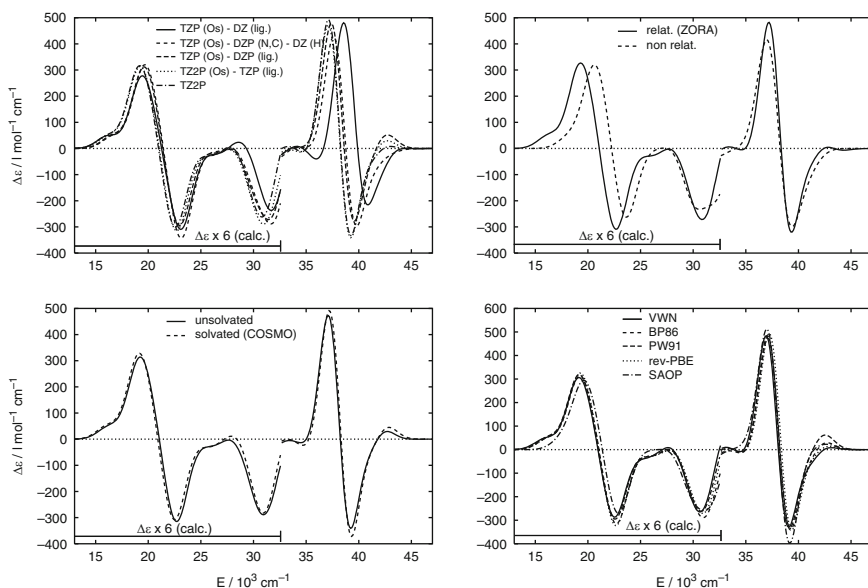 500
400
300
200
100
0
−100
−200
−300
−400
Δε / l mol⁻¹ cm⁻¹
TZP (Os) - DZ (lig.)
TZP (Os) - DZP (N,C) - DZ (H)
TZP (Os) - DZP (lig.)
TZ2P (Os) - TZP (lig.)
TZ2P
Δε x 6 (calc.)
15 20 25 30 35 40 45
500
400
300
200
100
0
−100
−200
−300
−400
relat. (ZORA)
non relat.
Δε x 6 (calc.)
15 20 25 30 35 40 45
500
400
300
200
100
0
−100
−200
−300
−400
Δε / l mol⁻¹ cm⁻¹
unsolvated
solvated (COSMO)
Δε x 6 (calc.)
15 20 25 30 35 40 45
E / 10³ cm⁻¹
600
500
400
300
200
100
0
−100
−200
−300
−400
VWN
BP86
PW91
rev-PBE
SAOP
Δε x 6 (calc.)
15 20 25 30 35 40 45
E / 10³ cm⁻¹